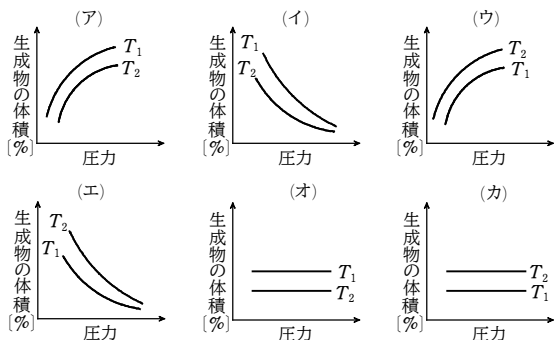 (ア)
生成物の体積[%]
T₁
T₂
圧力
(イ)
生成物の体積[%]
T₁
T₂
圧力
(ウ)
生成物の体積[%]
T₂
T₁
圧力
(エ)
生成物の体積[%]
T₂
T₁
圧力
(オ)
生成物の体積[%]
T₁
T₂
圧力
(カ)
生成物の体積[%]
T₂
T₁
圧力